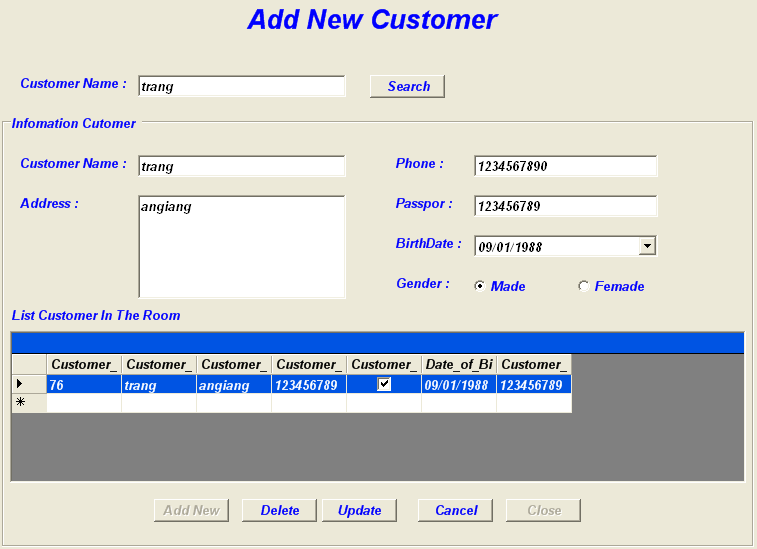 Add New Customer
Customer Name : trang Search
Infomation Cutomer
Customer Name : trang Phone : 1234567890
Address : angiang Passpor : 123456789
BirthDate : 09/01/1988
Gender : Made Femade
List Customer In The Room
Customer_ Customer_ Customer_ Customer_ Customer_ Date_of_Bi Customer_
76 trang angiang 123456789 09/01/1988 123456789
Add New Delete Update Cancel Close